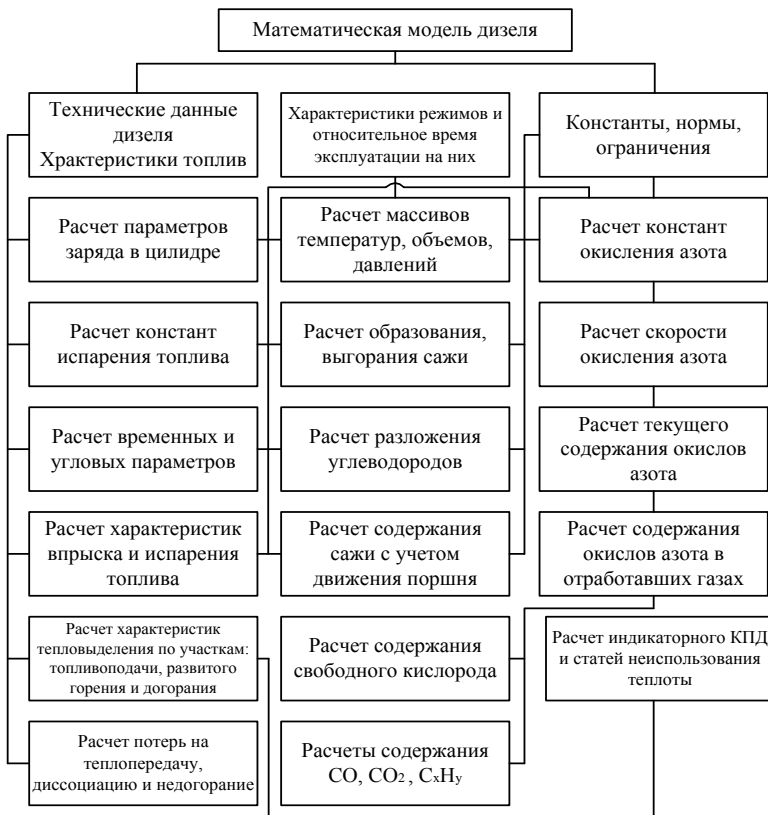 Математическая модель дизеля
Технические данные
дизеля
Храктеристики топлив
Характеристики режимов и
относительное время
эксплуатации на них
Константы, нормы,
ограничения
Расчет параметров
заряда в цилидре
Расчет массивов
температур, объемов,
давлений
Расчет констант
окисления азота
Расчет констант
испарения топлива
Расчет образования,
выгорания сажи
Расчет скорости
окисления азота
Расчет временных и
угловых параметров
Расчет разложения
углеводородов
Расчет текущего
содержания окислов
азота
Расчет характеристик
впрыска и испарения
топлива
Расчет содержания
сажи с учетом
движения поршня
Расчет содержания
окислов азота в
отработавших газах
Расчет характеристик
тепловыделения по участкам:
топливоподачи, развитого
горения и догорания
Расчет содержания
свободного кислорода
Расчет индикаторного КПД
и статей неиспользования
теплоты
Расчет потерь на
теплопередачу,
диссоциацию и недогорание
Расчеты содержания
CO, CO₂ , CₓHᵧ